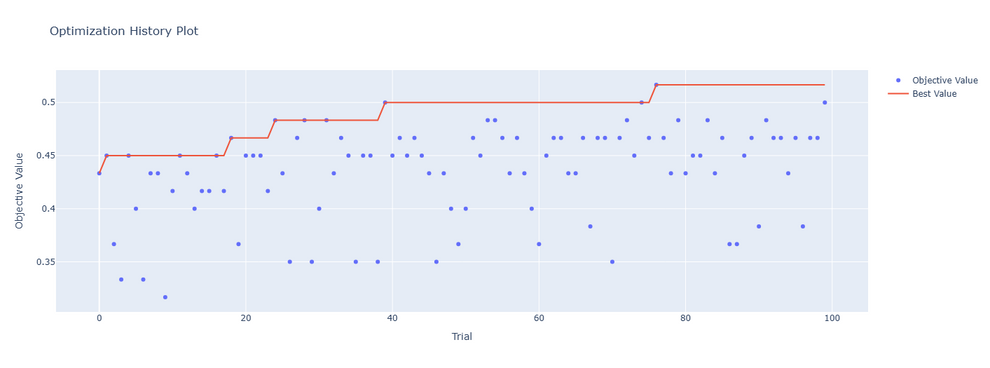 Optimization History Plot
Objective Value
Best Value
0.5
0.45
0.4
0.35
Objective Value
0
20
40
60
80
100
Trial